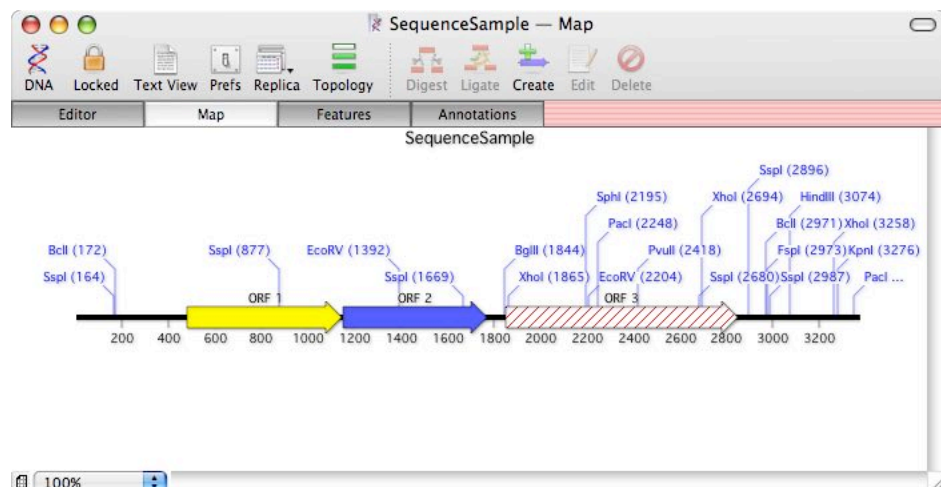 SequenceSample — Map
DNA Locked Text View Prefs Replica Topology Digest Ligate Create Edit Delete
Editor Map Features Annotations
SequenceSample
SspI (2896)
SphI (2195) XhoI (2694) HindIII (3074)
PacI (2248) BclI (2971) XhoI (3258)
BclI (172) SspI (877) EcoRV (1392) BglII (1844) PvuII (2418) FspI (2973) KpnI (3276)
SspI (164) SspI (1669) XhoI (1865) EcoRV (2204) SspI (2680) SspI (2987) PacI ...
ORF 1 ORF 2 ORF 3
200 400 600 800 1000 1200 1400 1600 1800 2000 2200 2400 2600 2800 3000 3200
100%